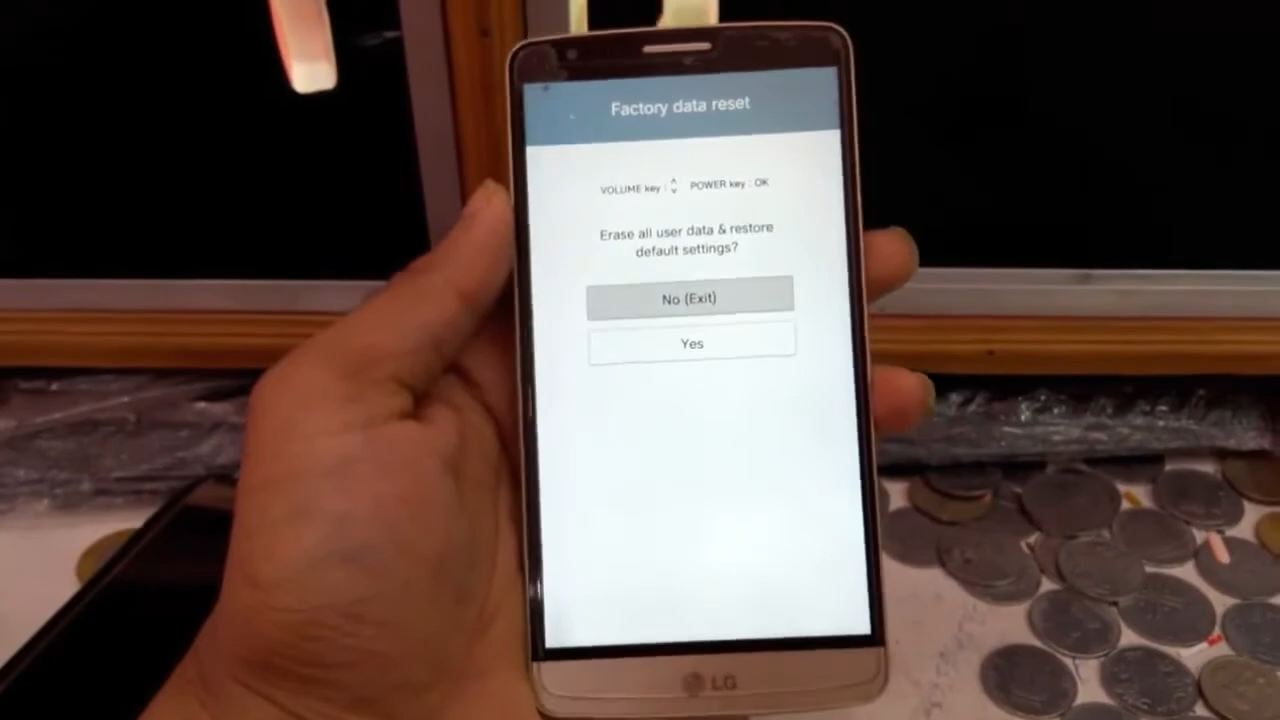 Factory data reset
VOLUME key : ^ v POWER key : OK
Erase all user data & restore
default settings?
No (Exit)
Yes
LG